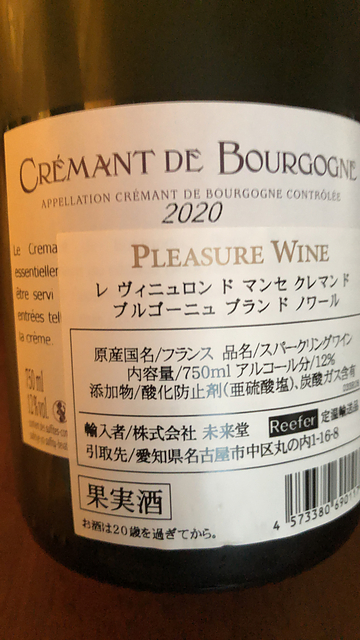 CRÉMANT DE BOURGOGNE
APPELLATION CRÉMANT DE BOURGOGNE CONTRÔLÉE
2020
Le Crema
essentieller
être servi
entrées tel
la crème.
750 ml
12%vol.
PLEASURE WINE
レ ヴィニュロン ド マンセ クレマン ド
ブルゴーニュ ブラン ド ノワール
原産国名/フランス 品名/スパークリングワイン
内容量/750ml アルコール分/12%
添加物/酸化防止剤(亜硫酸塩)、炭酸ガス含有
輸入者/株式会社 未来堂 Reefer 定温輸送品
引取先/愛知県名古屋市中区丸の内1-16-8
果実酒
お酒は20歳を過ぎてから。
4 573380 6901